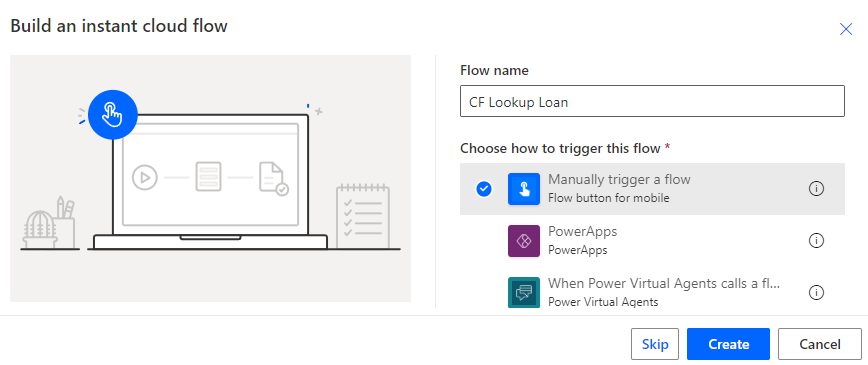 Build an instant cloud flow
Flow name
CF Lookup Loan
Choose how to trigger this flow *
Manually trigger a flow
Flow button for mobile
PowerApps
PowerApps
When Power Virtual Agents calls a fl...
Power Virtual Agents
Skip
Create
Cancel